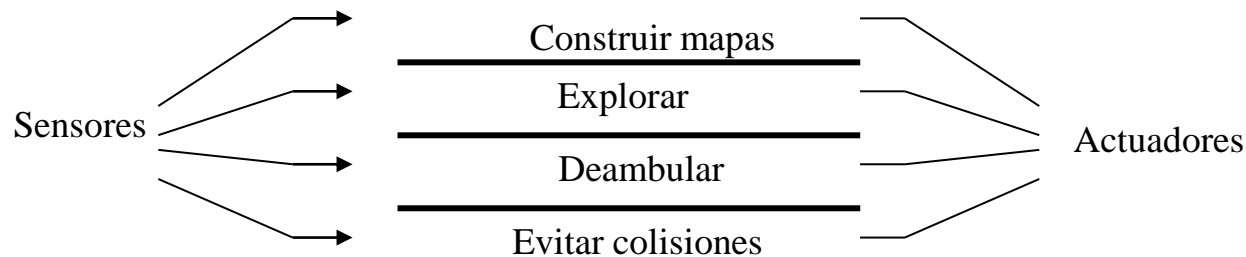 Construir mapas
Explorar
Sensores
Actuadores
Deambular
Evitar colisiones